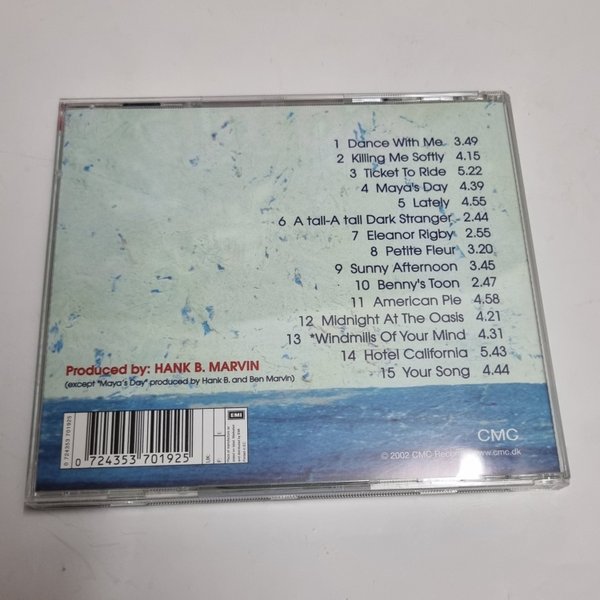 1 Dance With Me 3.49
2 Killing Me Softly 4.15
3 Ticket To Ride 5.22
4 Maya's Day 4.39
5 Lately 4.55
6 A tall-A tall Dark Stranger 2.44
7 Eleanor Rigby 2.55
8 Petite Fleur 3.20
9 Sunny Afternoon 3.45
10 Benny's Toon 2.47
11 American Pie 4.58
12 Midnight At The Oasis 4.21
13 *Windmills Of Your Mind 4.31
14 Hotel California 5.43
15 Your Song 4.44
Produced by: HANK B. MARVIN
(except "Maya's Day" produced by Hank B. and Ben Marvin)
0 724353 701925
0 724353 701925
UK:
F:
EMI
CMC
© 2002 CMC Records www.cmc.dk